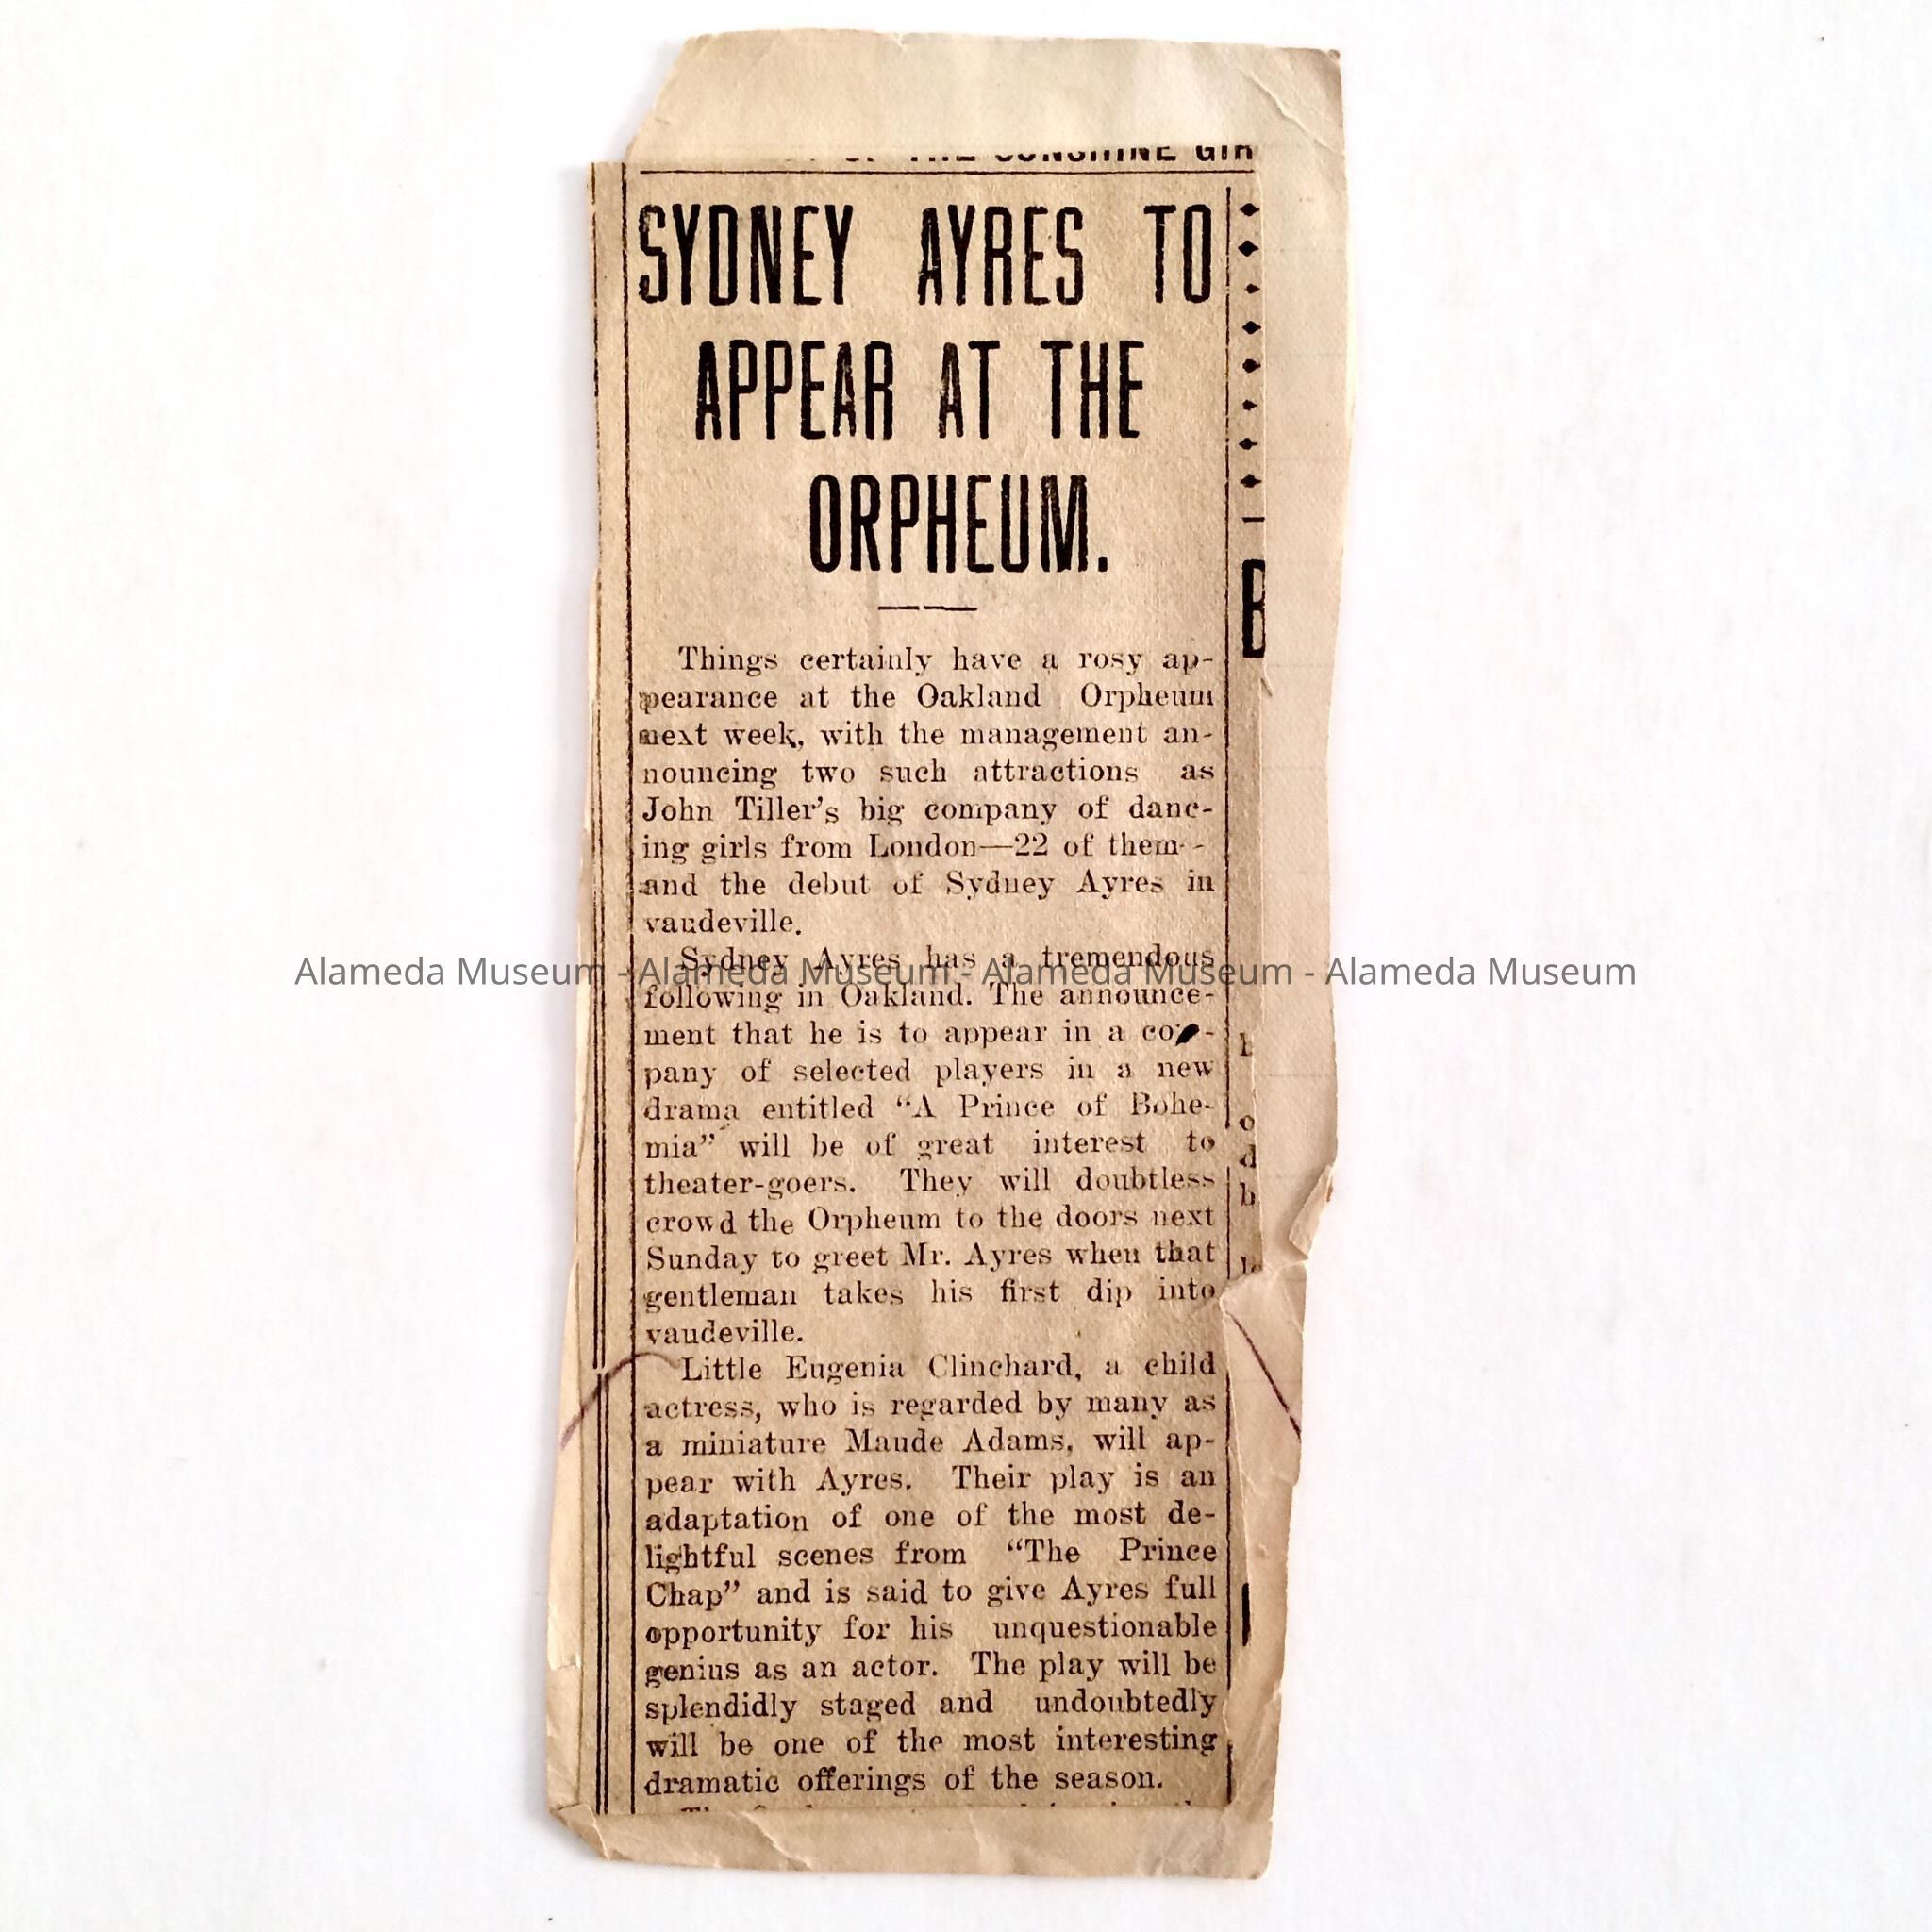 THE SUNSHINE GIR
SYDNEY AYRES TO
APPEAR AT THE
ORPHEUM.
Things certainly have a rosy ap-
pearance at the Oakland Orpheum
next week, with the management an-
nouncing two such attractions as
John Tiller's big company of danc-
ing girls from London—22 of them--
and the debut of Sydney Ayres in
vaudeville.
Sydney Ayres has a tremendous
Alameda Museum - Alameda Museum - Alameda Museum - Alameda Museum
following in Oakland. The announce-
ment that he is to appear in a com-
pany of selected players in a new
drama entitled “A Prince of Bohe-
mia” will be of great interest to
theater-goers. They will doubtless
crowd the Orpheum to the doors next
Sunday to greet Mr. Ayres when that
gentleman takes his first dip into
vaudeville.
Little Eugenia Clinchard, a child
actress, who is regarded by many as
a miniature Maude Adams, will ap-
pear with Ayres. Their play is an
adaptation of one of the most de-
lightful scenes from “The Prince
Chap” and is said to give Ayres full
opportunity for his unquestionable
genius as an actor. The play will be
splendidly staged and undoubtedly
will be one of the most interesting
dramatic offerings of the season.
B
o
d
b